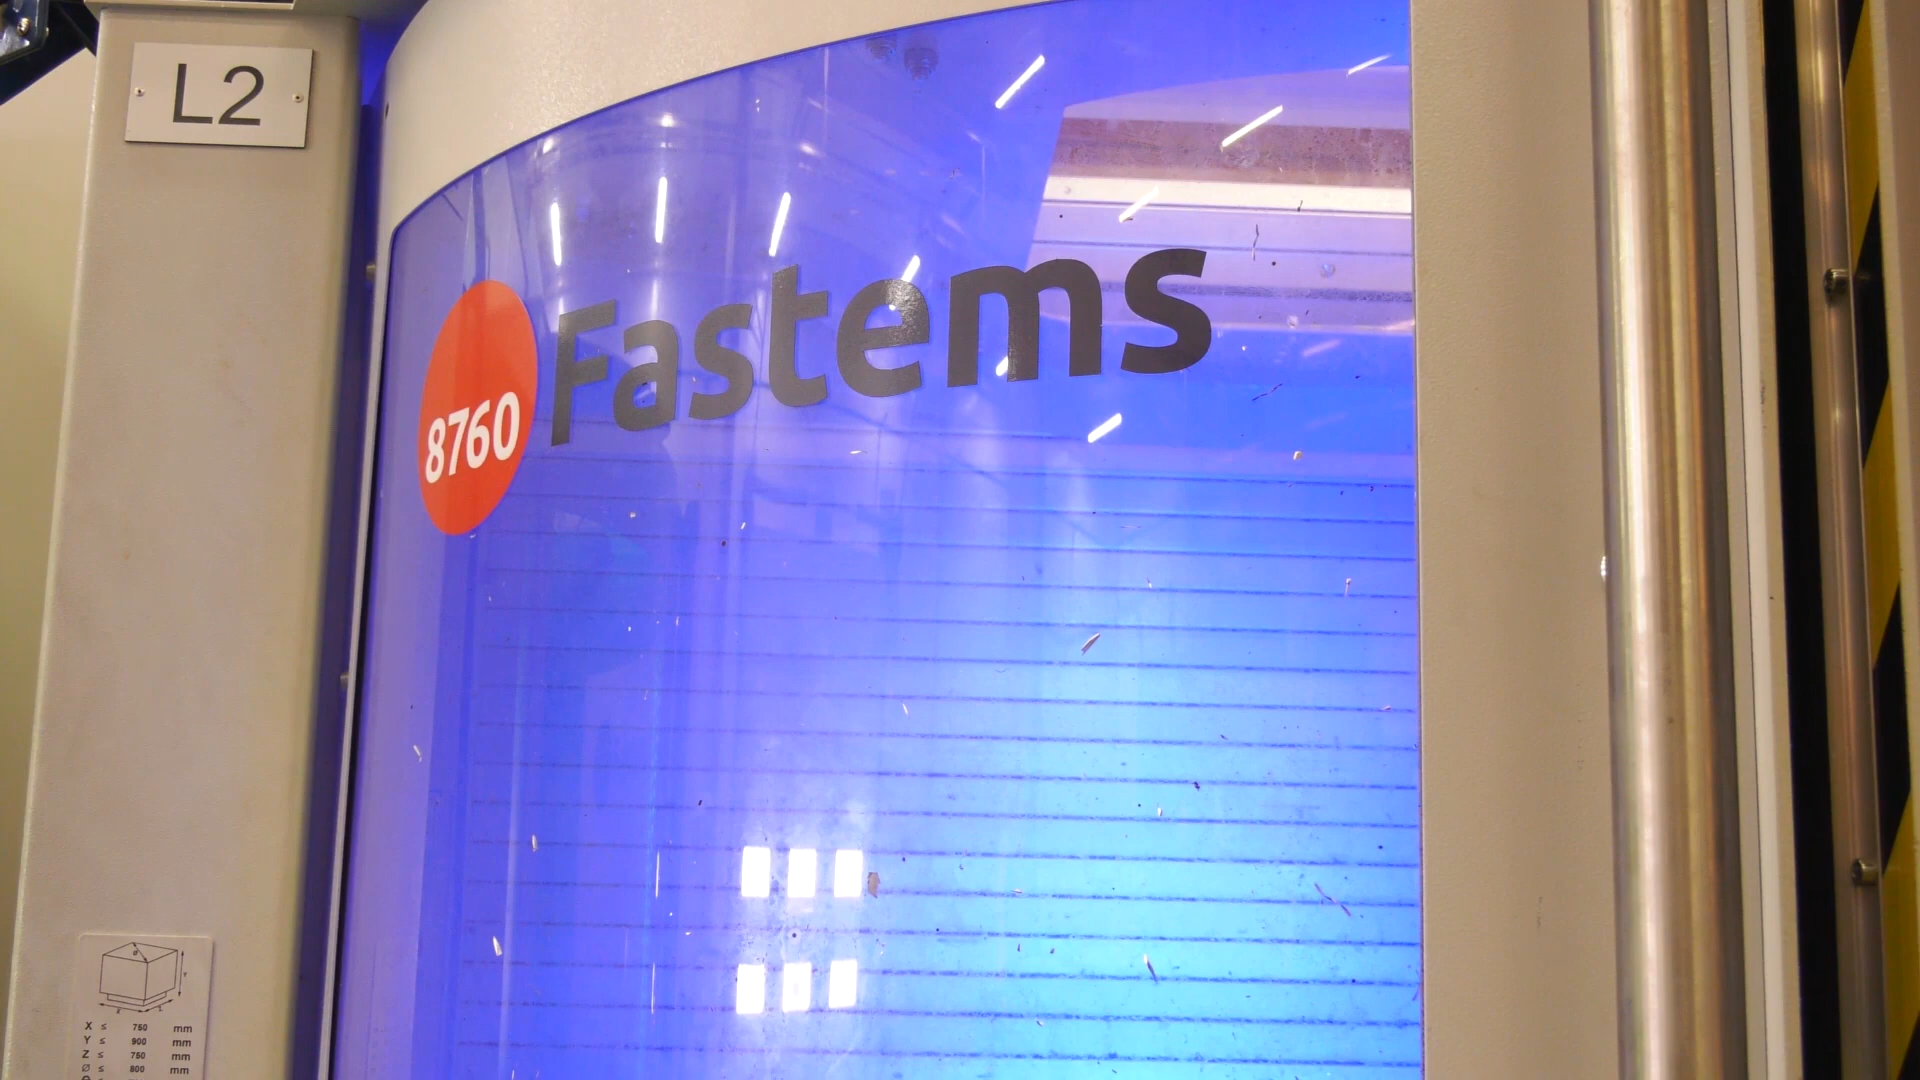 L2
Fastems
8760
X ≤ 750 mm
Y ≤ 900 mm
Z ≤ 750 mm
Ø ≤ 800 mm